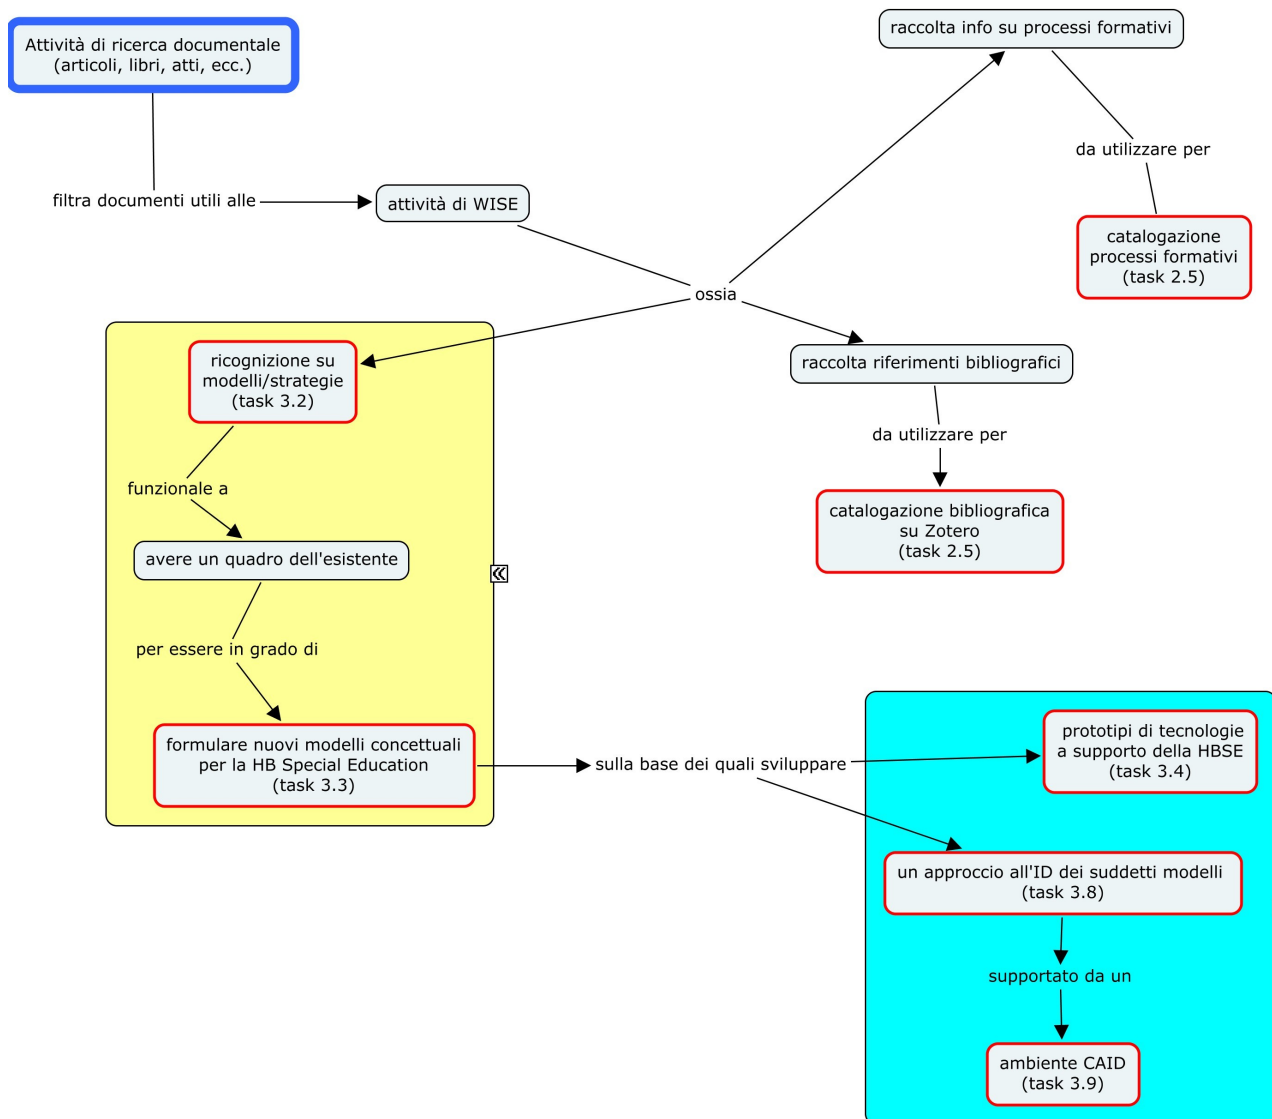 Attività di ricerca documentale
(articoli, libri, atti, ecc.)
filtra documenti utili alle
attività di WISE
ossia
raccolta info su processi formativi
da utilizzare per
catalogazione
processi formativi
(task 2.5)
raccolta riferimenti bibliografici
da utilizzare per
catalogazione bibliografica
su Zotero
(task 2.5)
ricognizione su
modelli/strategie
(task 3.2)
funzionale a
avere un quadro dell'esistente
per essere in grado di
formulare nuovi modelli concettuali
per la HB Special Education
(task 3.3)
sulla base dei quali sviluppare
prototipi di tecnologie
a supporto della HBSE
(task 3.4)
un approccio all'ID dei suddetti modelli
(task 3.8)
supportato da un
ambiente CAID
(task 3.9)